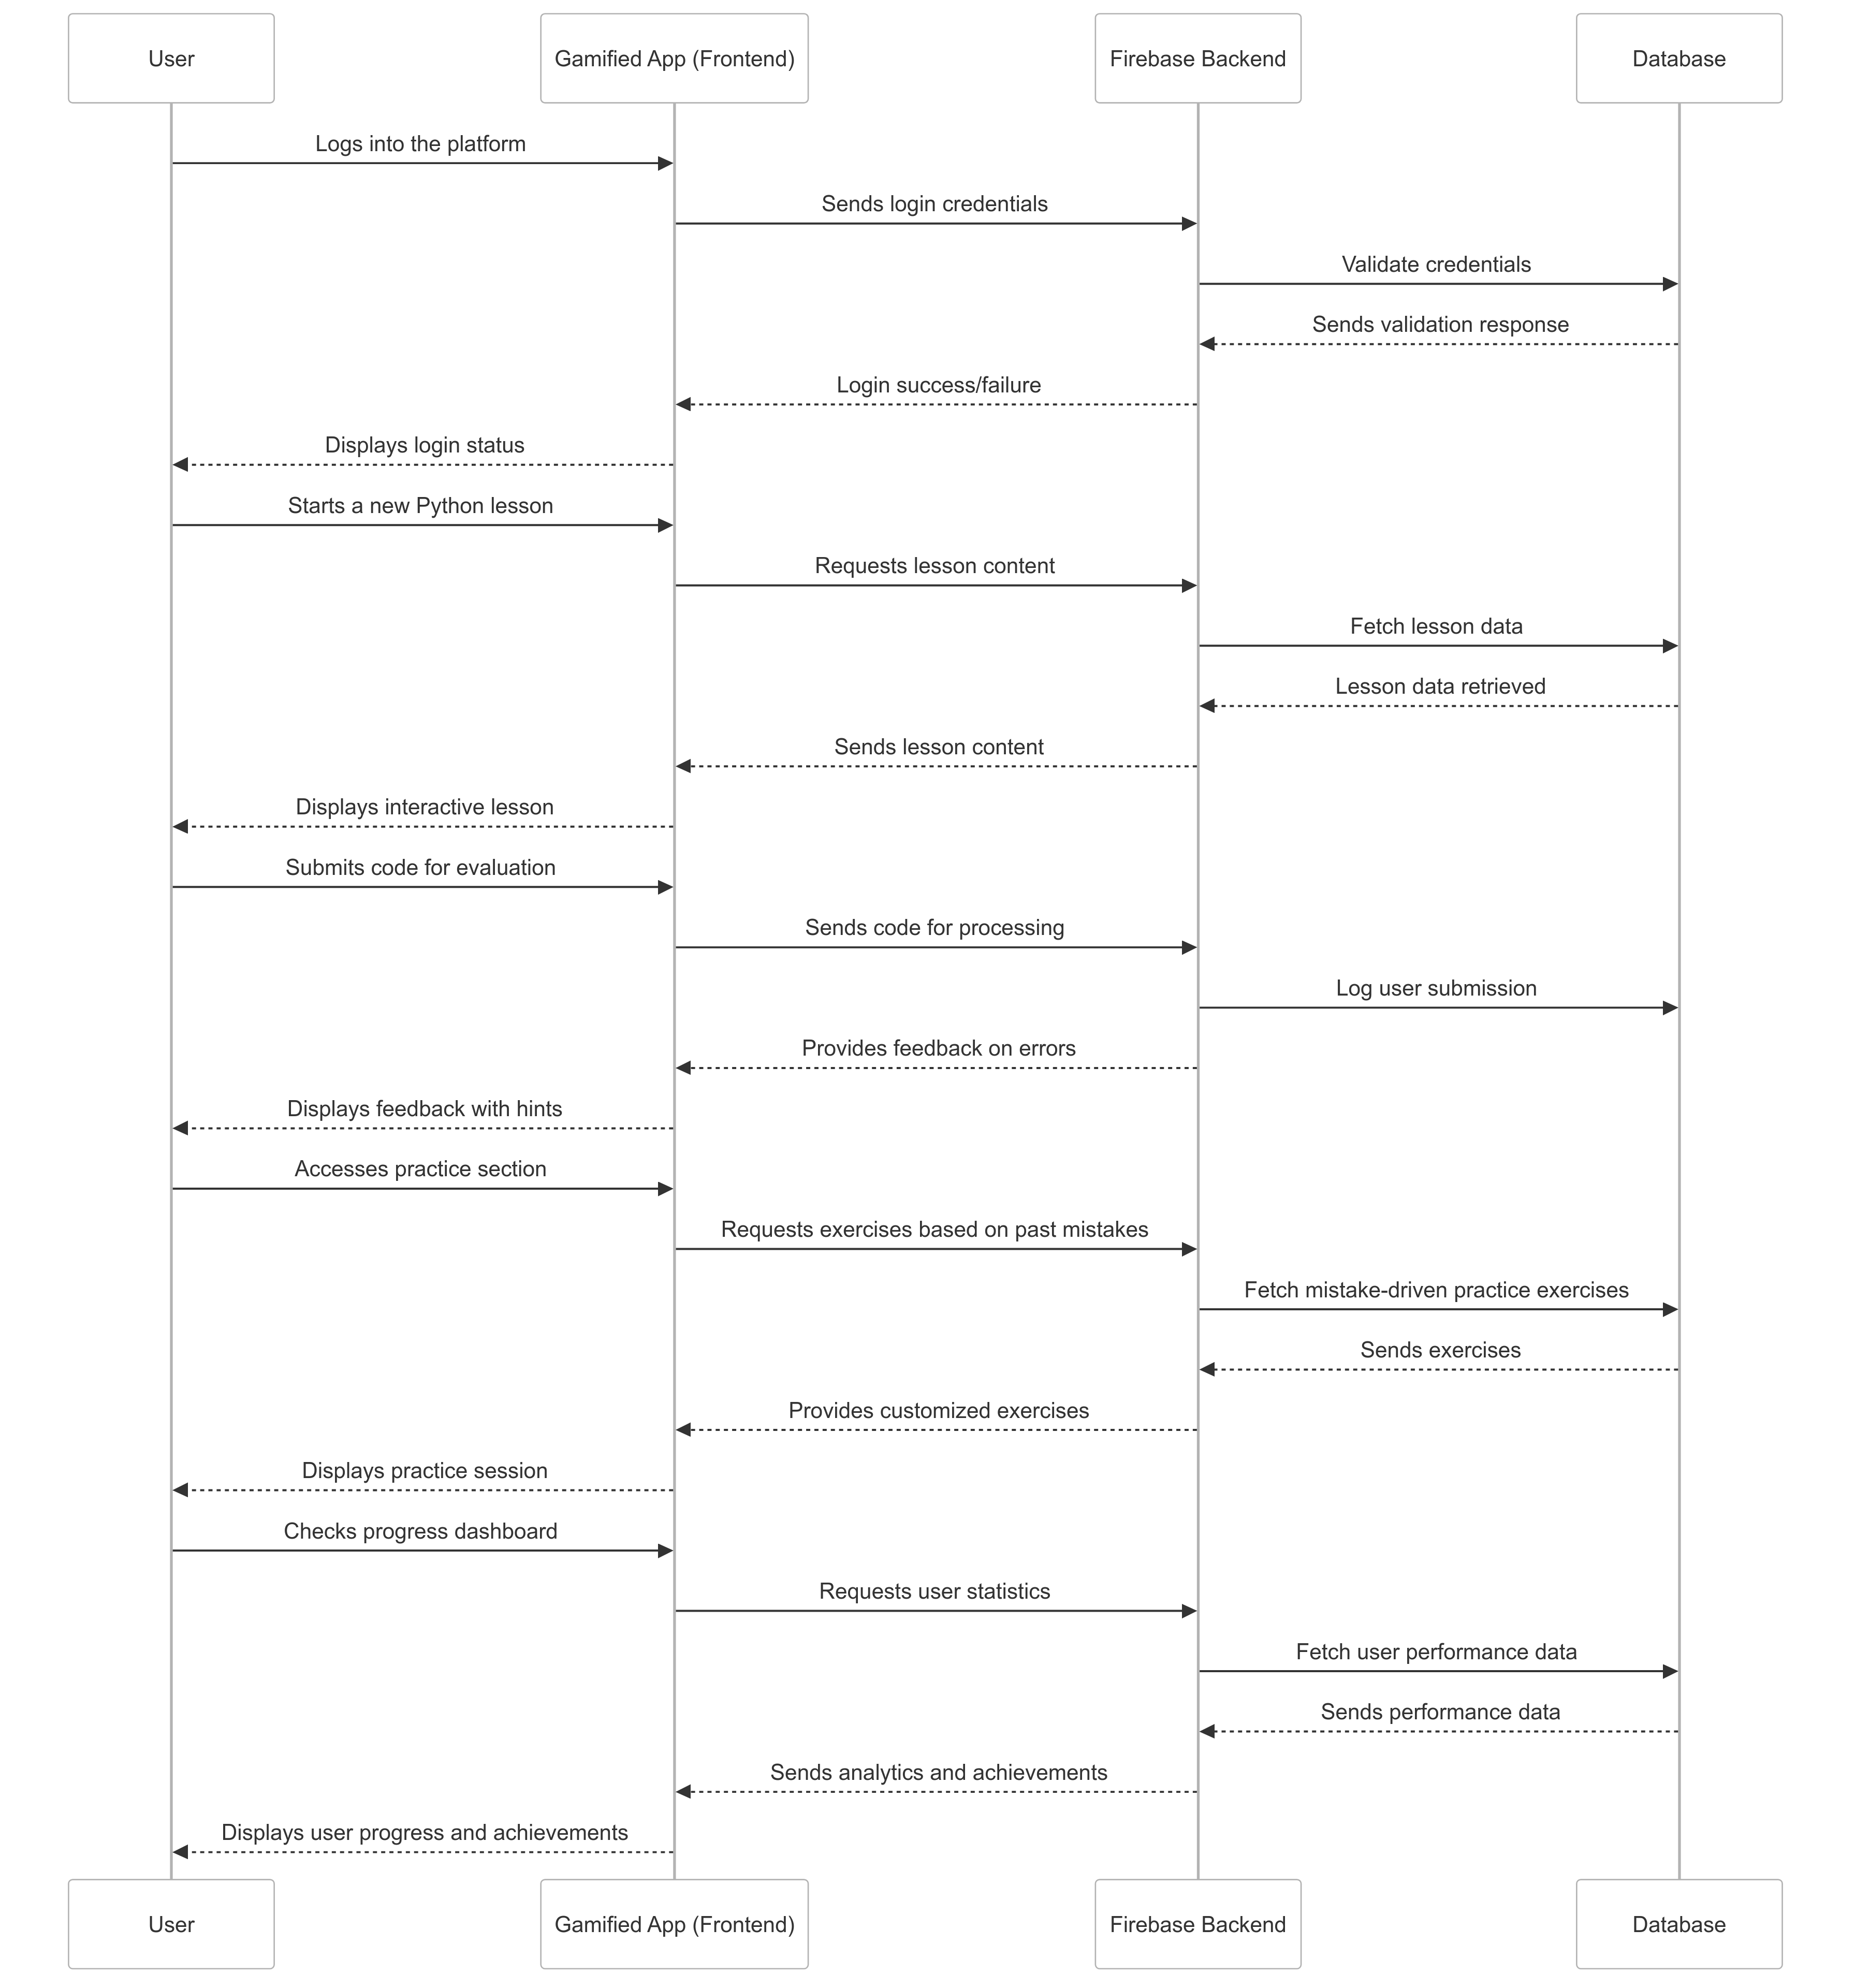 User
Gamified App (Frontend)
Firebase Backend
Database
Logs into the platform
Sends login credentials
Validate credentials
Sends validation response
Login success/failure
Displays login status
Starts a new Python lesson
Requests lesson content
Fetch lesson data
Lesson data retrieved
Sends lesson content
Displays interactive lesson
Submits code for evaluation
Sends code for processing
Log user submission
Provides feedback on errors
Displays feedback with hints
Accesses practice section
Requests exercises based on past mistakes
Fetch mistake-driven practice exercises
Sends exercises
Provides customized exercises
Displays practice session
Checks progress dashboard
Requests user statistics
Fetch user performance data
Sends performance data
Sends analytics and achievements
Displays user progress and achievements
User
Gamified App (Frontend)
Firebase Backend
Database